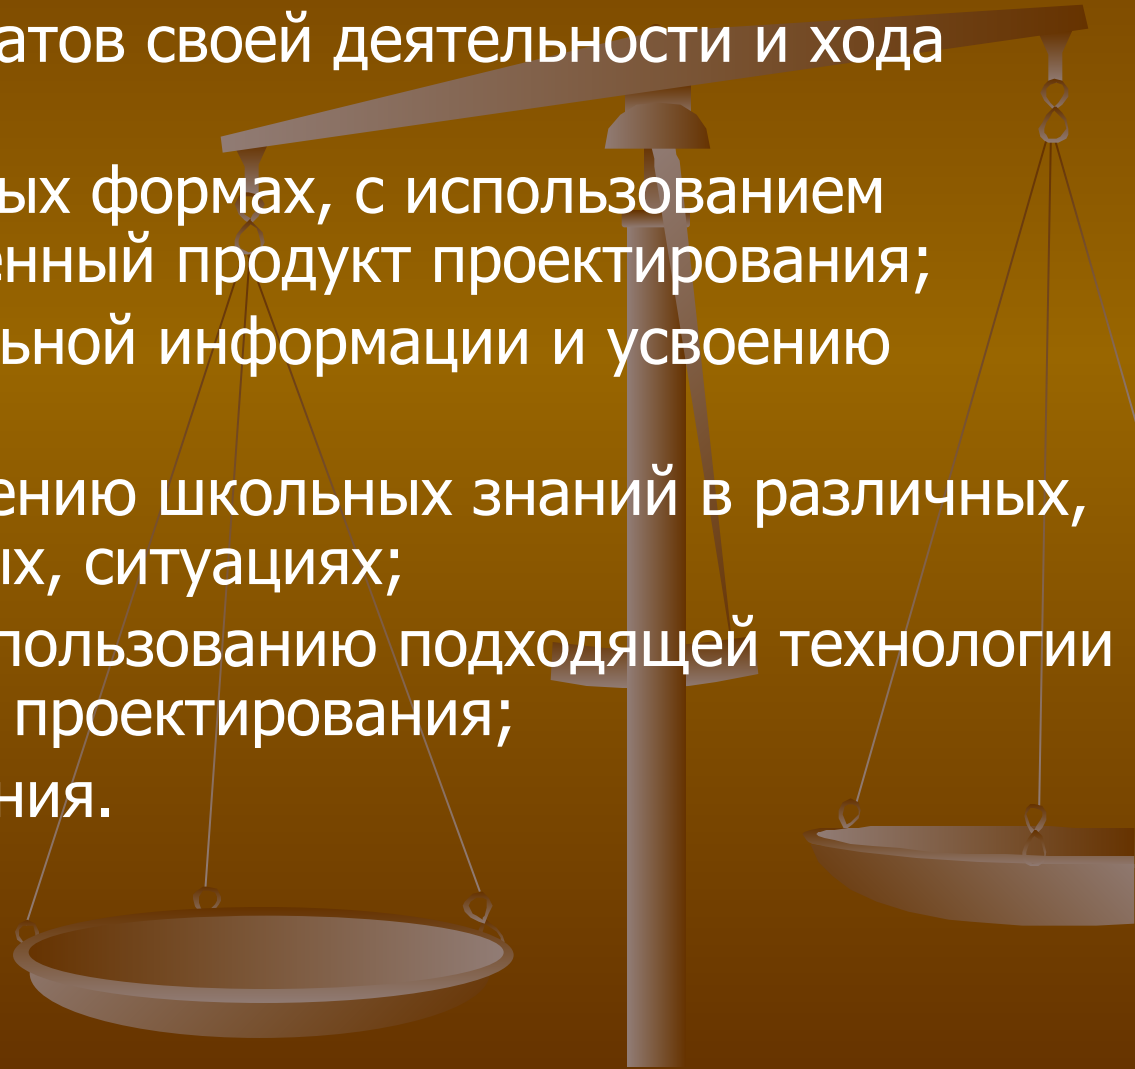 атов своей деятельности и хода
ых формах, с использованием
енный продукт проектирования;
ьной информации и усвоению
ению школьных знаний в различных,
ых, ситуациях;
пользованию подходящей технологии
проектирования;
ния.